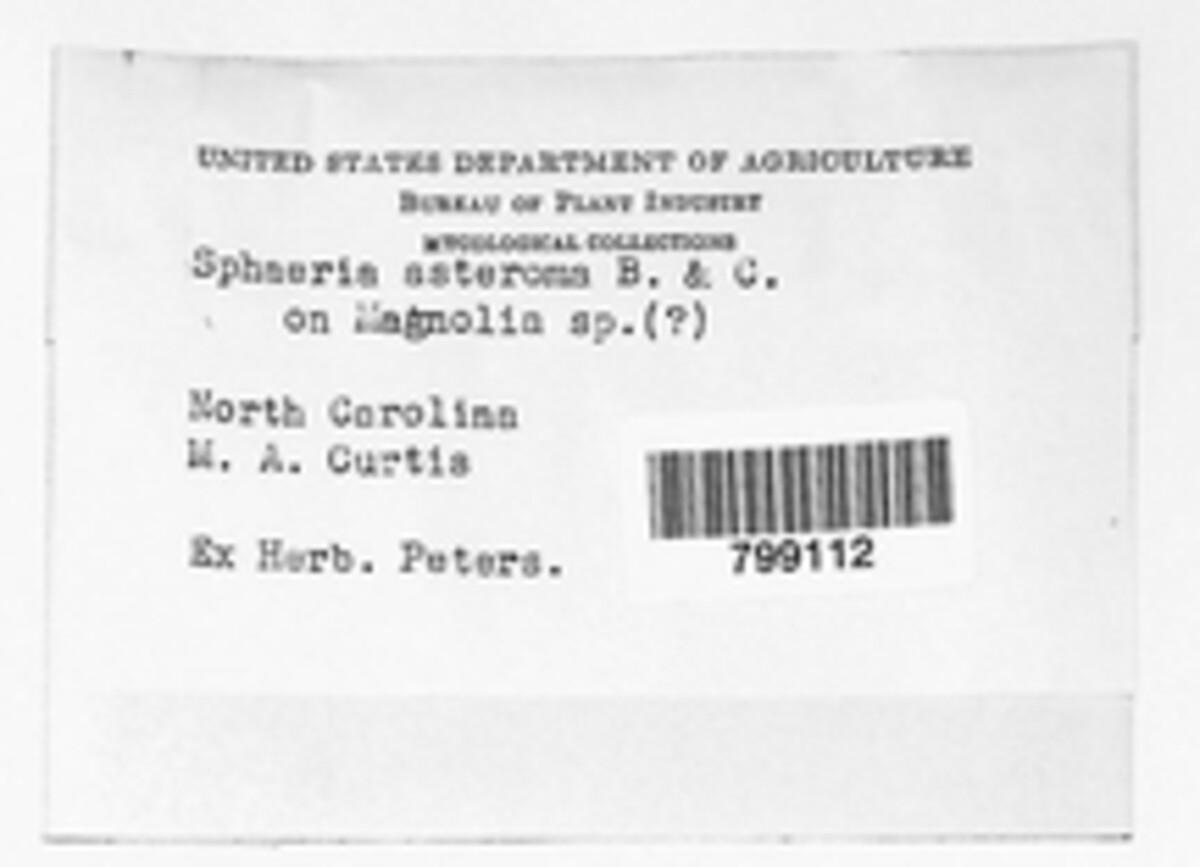 UNITED STATES DEPARTMENT OF AGRICULTURE
BUREAU OF PLANT INDUSTRY
MYCOLOGICAL COLLECTIONS
Sphaeria asteroma B. & C.
on Magnolia sp.(?)
North Carolina
M. A. Curtis
Ex Herb. Peters.
799112